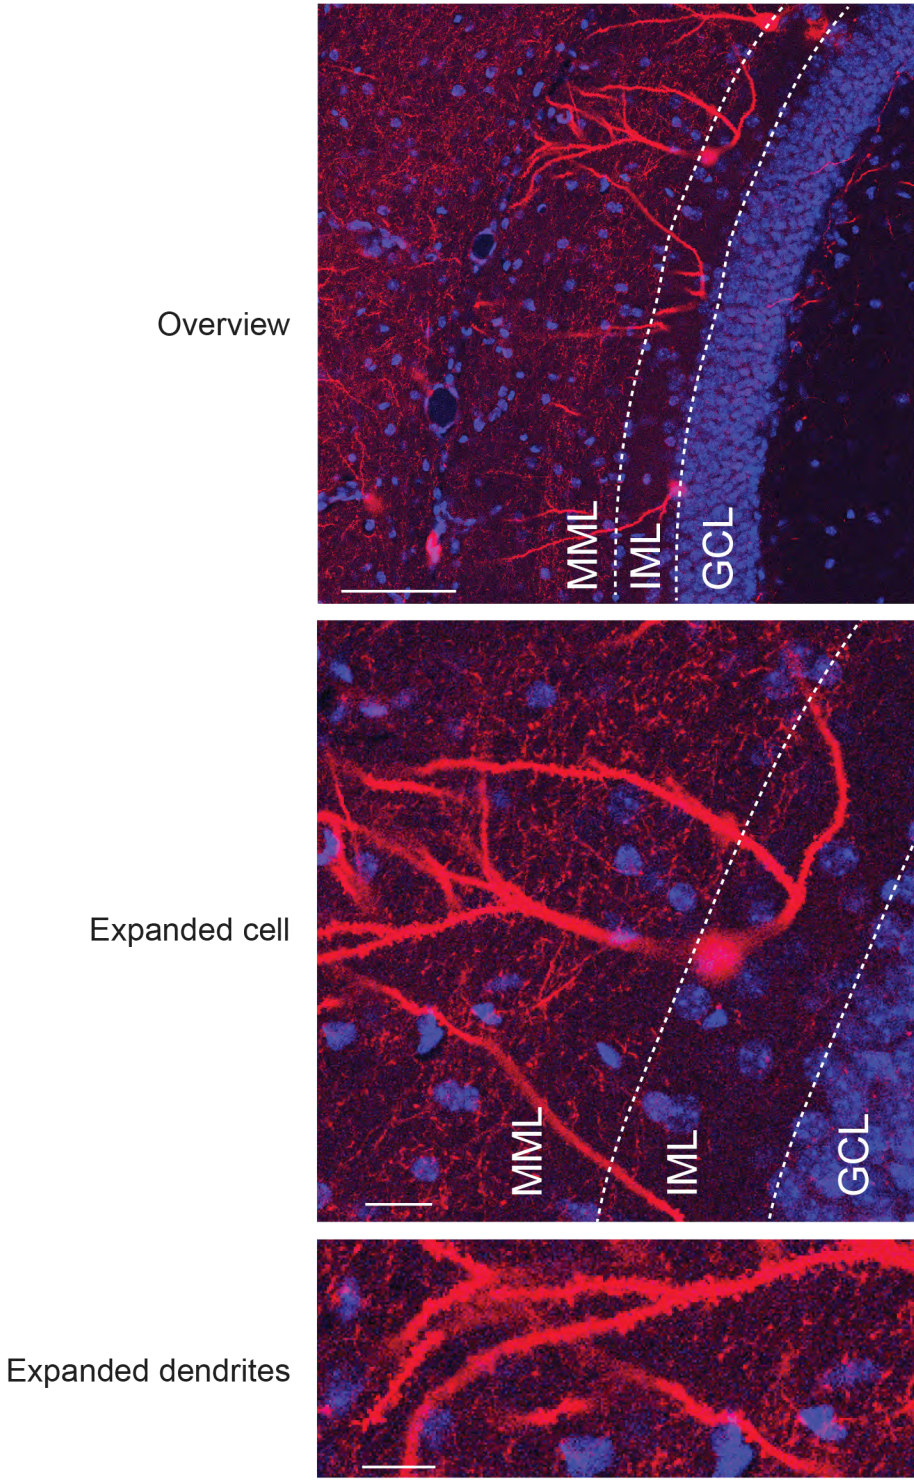 Overview
MML
IML
GCL
Expanded cell
MML
IML
GCL
Expanded dendrites